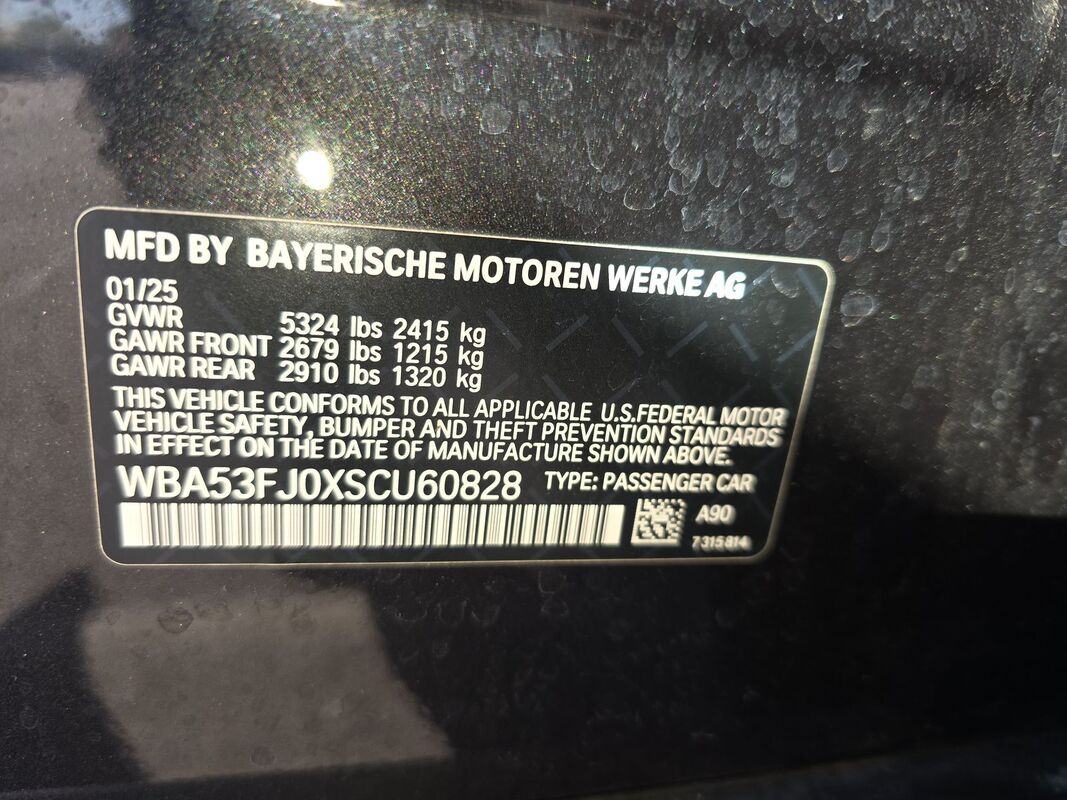 MFD BY BAYERISCHE MOTOREN WERKE AG
01/25
GVWR 5324 lbs 2415 kg
GAWR FRONT 2679 lbs 1215 kg
GAWR REAR 2910 lbs 1320 kg
THIS VEHICLE CONFORMS TO ALL APPLICABLE U.S.FEDERAL MOTOR
VEHICLE SAFETY, BUMPER AND THEFT PREVENTION STANDARDS
IN EFFECT ON THE DATE OF MANUFACTURE SHOWN ABOVE.
WBA53FJ0XSCU60828 TYPE: PASSENGER CAR
A90
7315814